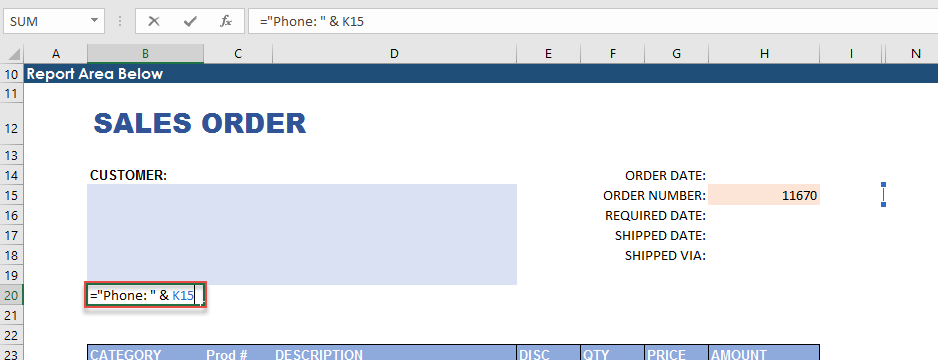 SUM ="Phone: " & K15
A B C D E F G H I N
10 Report Area Below
11
12 SALES ORDER
13
14 CUSTOMER: ORDER DATE:
15 ORDER NUMBER: 11670
16 REQUIRED DATE:
17 SHIPPED DATE:
18 SHIPPED VIA:
19
20 ="Phone: " & K15
21
22
23 CATEGORY Prod # DESCRIPTION DISC QTY PRICE AMOUNT